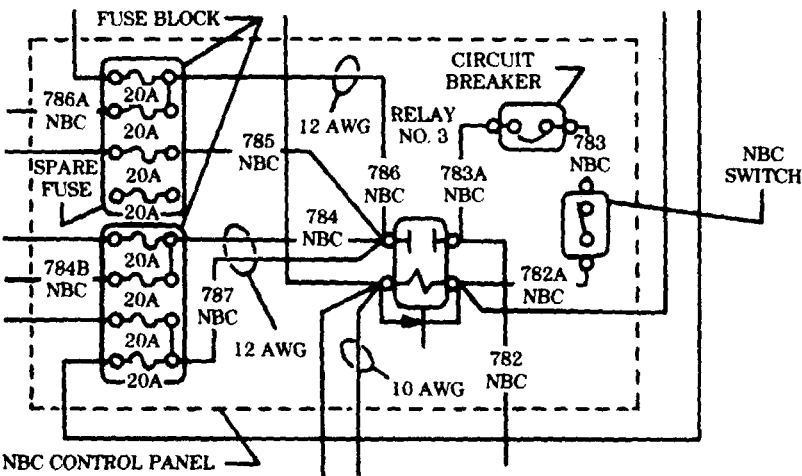 FUSE BLOCK
CIRCUIT
BREAKER
20A
786A
NBC
20A
12 AWG
RELAY
NO. 3
785
NBC
783
NBC
NBC
SWITCH
SPARE
FUSE
20A
786
NBC
783A
NBC
20A
784
NBC
20A
784B
NBC
20A
787
NBC
782A
NBC
20A
12 AWG
20A
782
NBC
10 AWG
NBC CONTROL PANEL